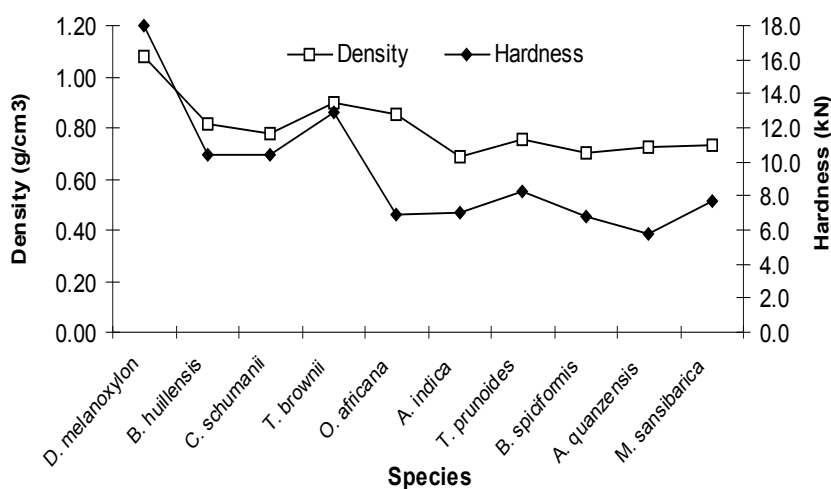 1.20
1.00
0.80
0.60
0.40
0.20
0.00
Density (g/cm3)
Density
Hardness
18.0
16.0
14.0
12.0
10.0
8.0
6.0
4.0
2.0
0.0
Hardness (kN)
D. melanoxylon
B. huillensis
C. schumanii
T. brownii
O. africana
A. indica
T. prunoides
B. spiciformis
A. quanzensis
M. sansibarica
Species